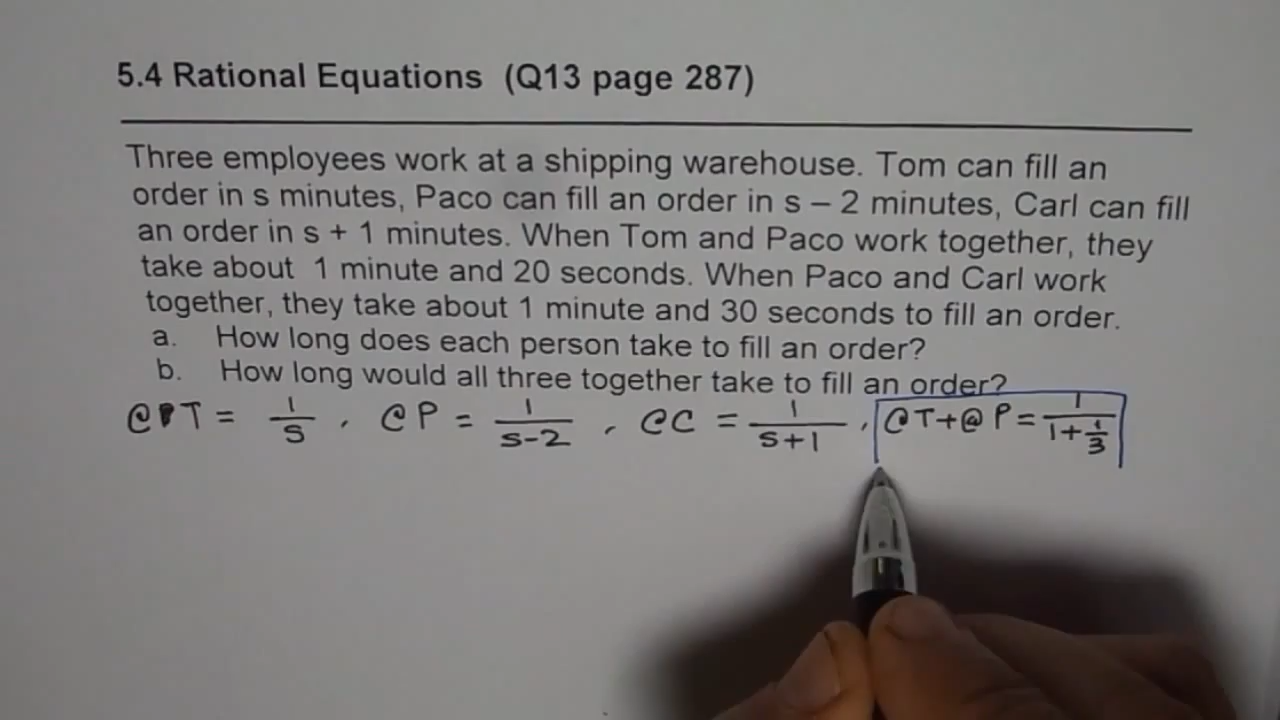 5.4 Rational Equations (Q13 page 287)
Three employees work at a shipping warehouse. Tom can fill an
order in s minutes, Paco can fill an order in s – 2 minutes, Carl can fill
an order in s + 1 minutes. When Tom and Paco work together, they
take about 1 minute and 20 seconds. When Paco and Carl work
together, they take about 1 minute and 30 seconds to fill an order.
a. How long does each person take to fill an order?
b. How long would all three together take to fill an order?
@ T = 1/s , @ P = 1/(s-2) , @ C = 1/(s+1) , @ T + @ P = 1/(1+1/3)